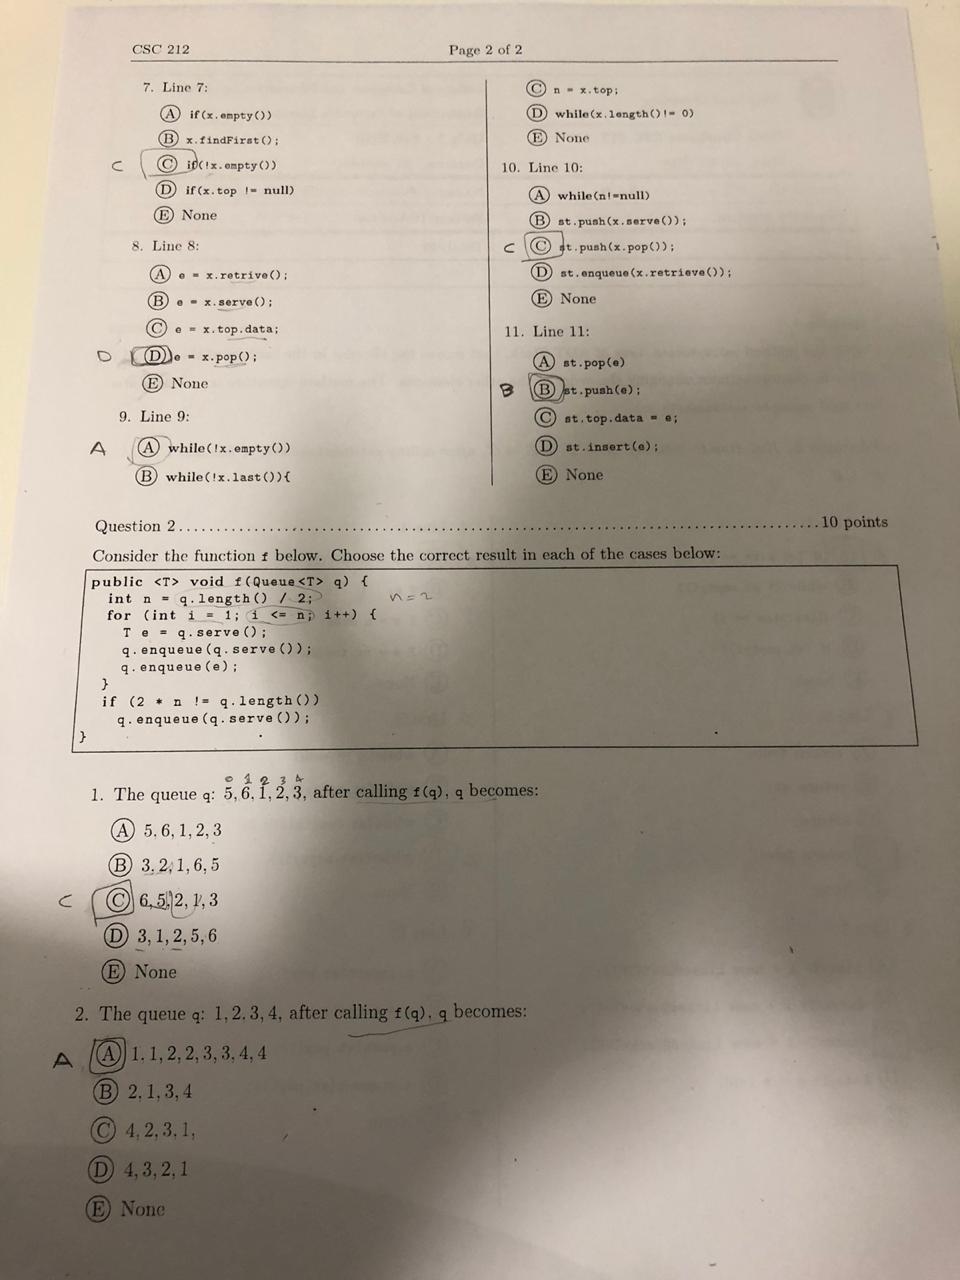 CSC 212
Page 2 of 2
7. Line 7:
A if(x.empty())
B x.findFirst();
C C if(!x.empty())
D if(x.top != null)
E None
8. Line 8:
A e = x.retrive();
B e = x.serve();
C e = x.top.data;
D D e = x.pop();
E None
9. Line 9:
A A while(!x.empty())
B while(!x.last()){
C n = x.top;
D while(x.length()!= 0)
E None
10. Line 10:
A while(n!=null)
B st.push(x.serve());
C C st.push(x.pop());
D st.enqueue(x.retrieve());
E None
11. Line 11:
A st.pop(e)
B B st.push(e);
C st.top.data = e;
D st.insert(e);
E None
Question 2 10 points
Consider the function f below. Choose the correct result in each of the cases below:
public <T> void f(Queue<T> q) {
int n = q.length() / 2; n=2
for (int i = 1; i <= n; i++) {
T e = q.serve();
q.enqueue(q.serve());
q.enqueue(e);
}
if (2 * n != q.length())
q.enqueue(q.serve());
}
0 1 2 3 4
1. The queue q: 5, 6, 1, 2, 3, after calling f(q), q becomes:
A 5, 6, 1, 2, 3
B 3, 2, 1, 6, 5
C C 6, 5, 2, 1, 3
D 3, 1, 2, 5, 6
E None
2. The queue q: 1, 2, 3, 4, after calling f(q), q becomes:
A A 1, 1, 2, 2, 3, 3, 4, 4
B 2, 1, 3, 4
C 4, 2, 3, 1,
D 4, 3, 2, 1
E None